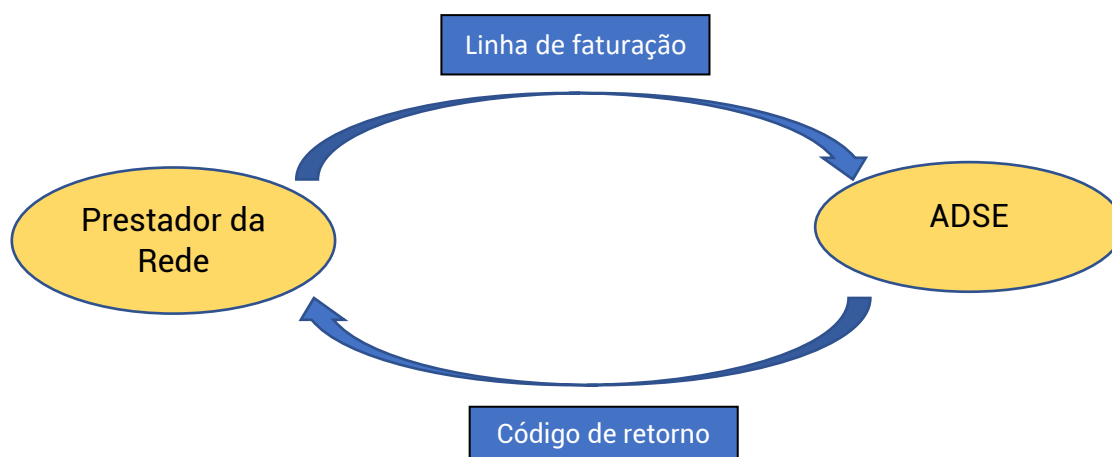 Linha de faturação
Prestador da
Rede
ADSE
Código de retorno